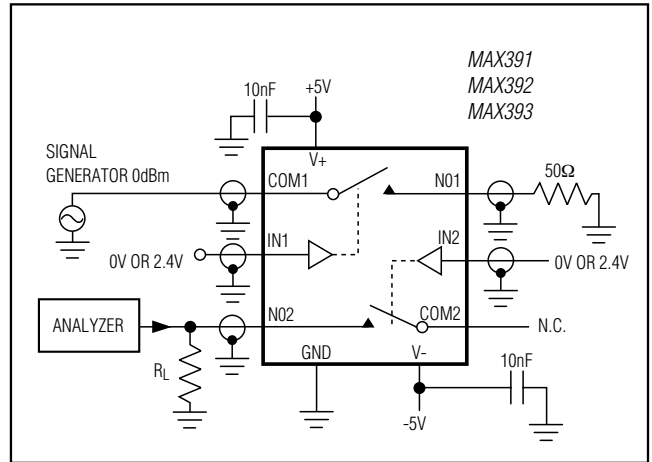 MAX391
MAX392
MAX393
10nF
+5V
V+
SIGNAL
GENERATOR 0dBm
COM1
N01
50Ω
IN1
IN2
0V OR 2.4V
0V OR 2.4V
ANALYZER
N02
COM2
N.C.
RL
GND
V-
10nF
-5V